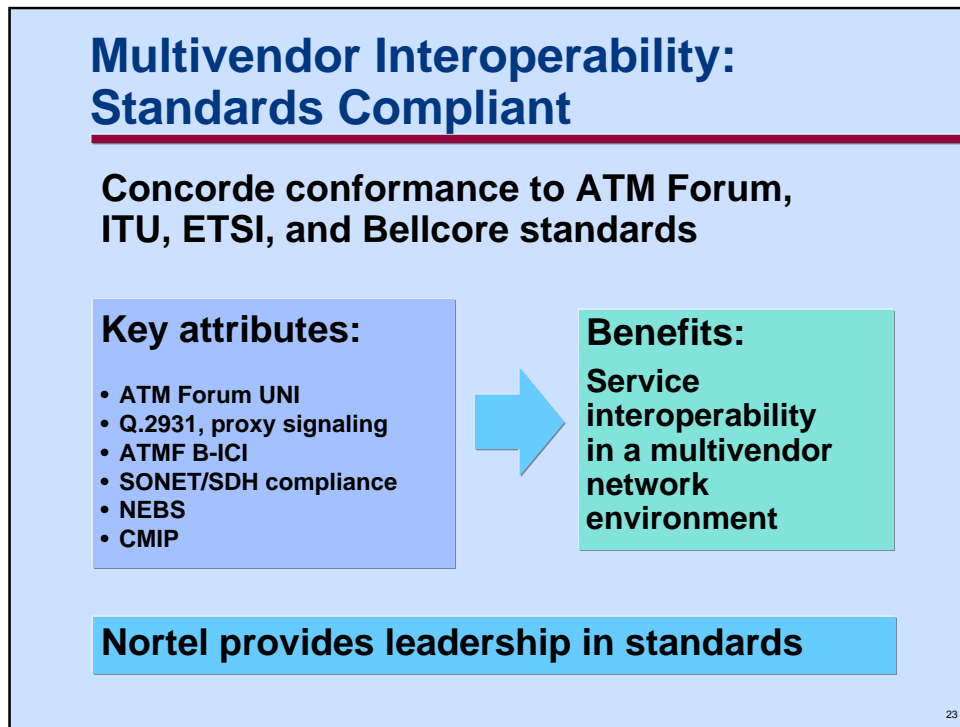 Multivendor Interoperability:
Standards Compliant
Concorde conformance to ATM Forum,
ITU, ETSI, and Bellcore standards
Key attributes:
• ATM Forum UNI
• Q.2931, proxy signaling
• ATMF B-ICI
• SONET/SDH compliance
• NEBS
• CMIP
Benefits:
Service
interoperability
in a multivendor
network
environment
Nortel provides leadership in standards
23